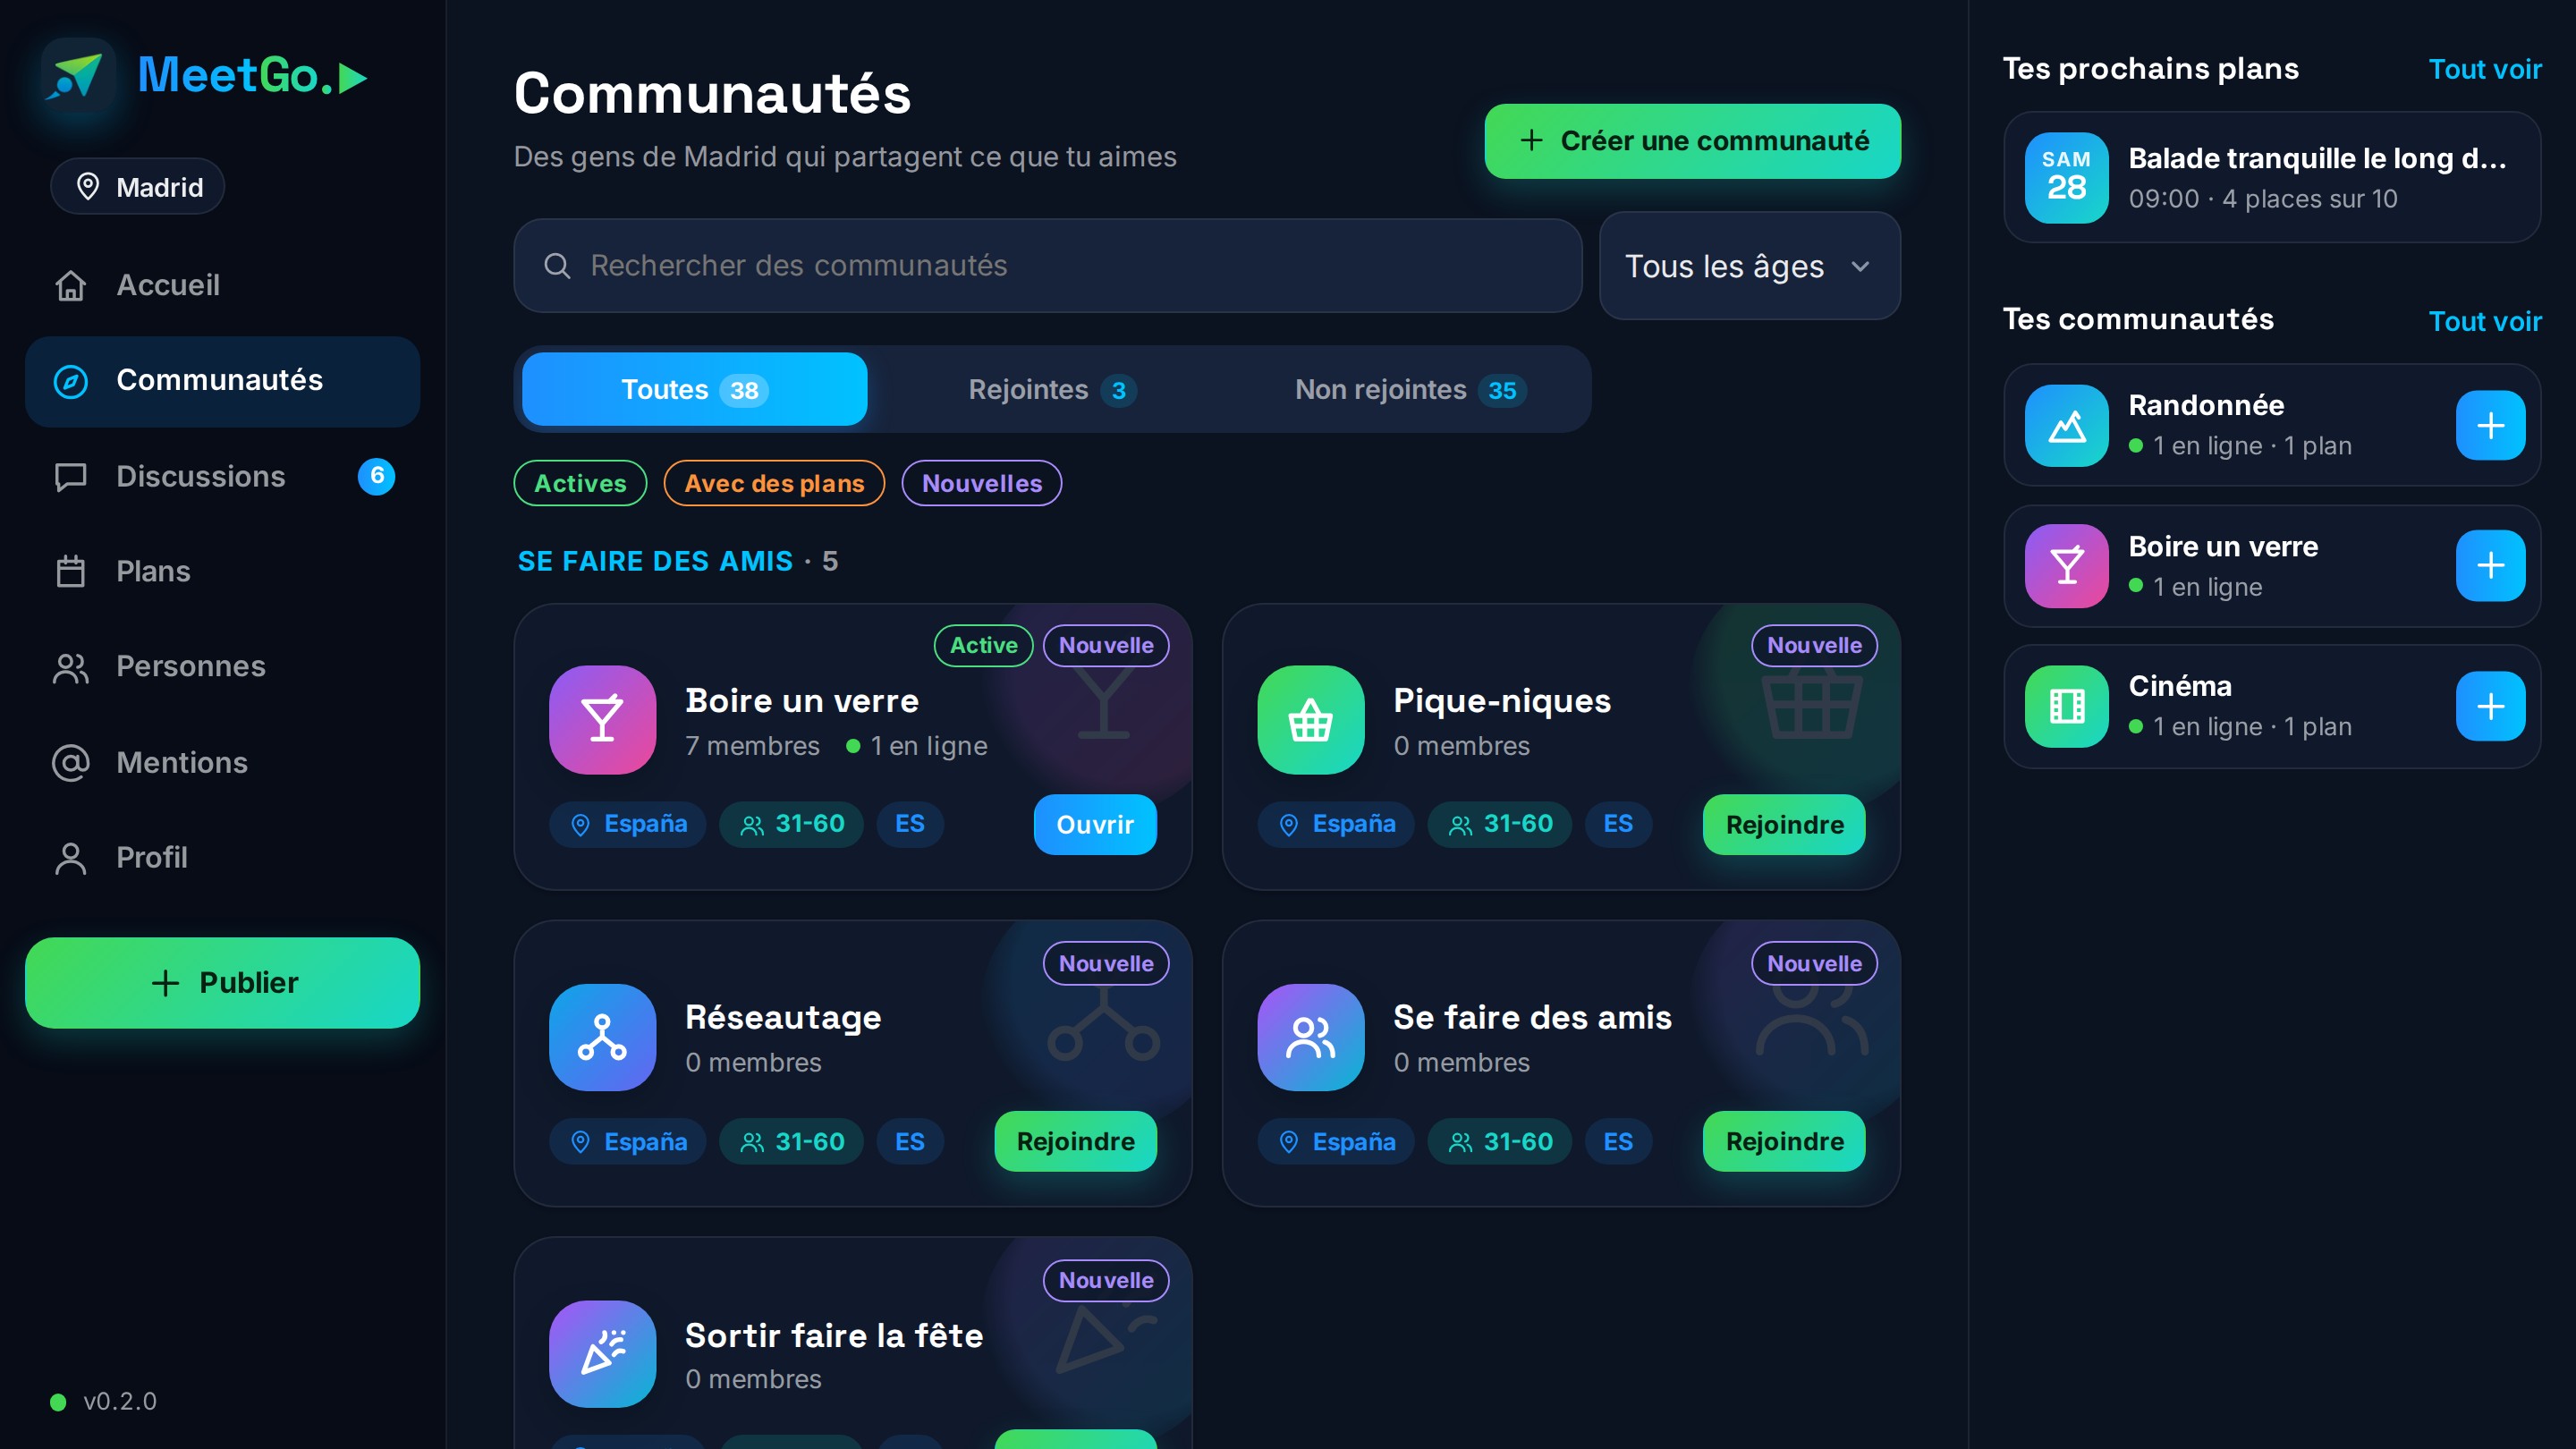 MeetGo.
Madrid
Accueil
Communautés
Discussions 6
Plans
Personnes
Mentions
Profil
Publier
v0.2.0
Communautés
Des gens de Madrid qui partagent ce que tu aimes
Créer une communauté
Rechercher des communautés
Tous les âges
Toutes 38
Rejointes 3
Non rejointes 35
Actives
Avec des plans
Nouvelles
SE FAIRE DES AMIS · 5
Active
Nouvelle
Boire un verre
7 membres
1 en ligne
España
31-60
ES
Ouvrir
Nouvelle
Pique-niques
0 membres
España
31-60
ES
Rejoindre
Nouvelle
Réseautage
0 membres
España
31-60
ES
Rejoindre
Nouvelle
Se faire des amis
0 membres
España
31-60
ES
Rejoindre
Nouvelle
Sortir faire la fête
0 membres
Tes prochains plans
Tout voir
SAM
28
Balade tranquille le long d...
09:00 · 4 places sur 10
Tes communautés
Tout voir
Randonnée
1 en ligne · 1 plan
Boire un verre
1 en ligne
Cinéma
1 en ligne · 1 plan